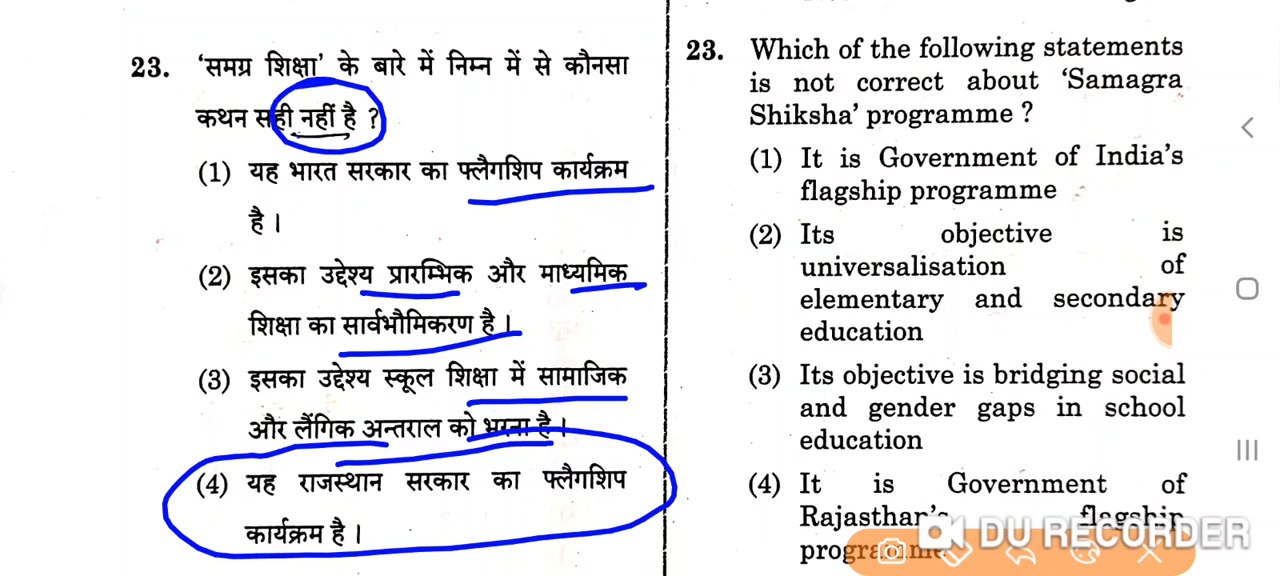 23. 'समग्र शिक्षा' के बारे में निम्न में से कौनसा
कथन सही नहीं है ?
(1) यह भारत सरकार का फ्लैगशिप कार्यक्रम
है ।
(2) इसका उद्देश्य प्रारम्भिक और माध्यमिक
शिक्षा का सार्वभौमिकरण है ।
(3) इसका उद्देश्य स्कूल शिक्षा में सामाजिक
और लैंगिक अन्तराल को भरना है ।
(4) यह राजस्थान सरकार का फ्लैगशिप
कार्यक्रम है ।
23. Which of the following statements
is not correct about 'Samagra
Shiksha' programme ?
(1) It is Government of India's
flagship programme
(2) Its objective is
universalisation of
elementary and secondary
education
(3) Its objective is bridging social
and gender gaps in school
education
(4) It is Government of
Rajasthan's flagship
programme
DU RECORDER